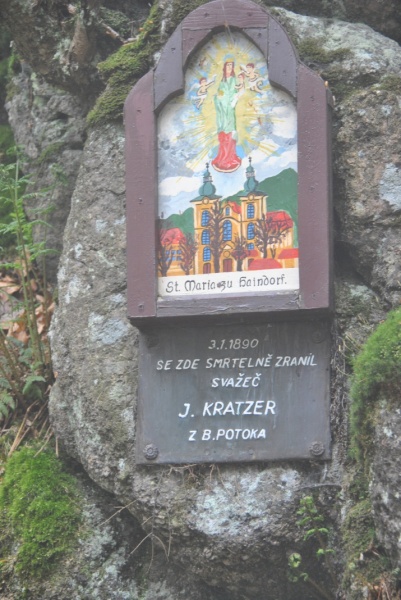 St. Maria zu Haindorf.
3.1.1890
SE ZDE SMRTELNĚ ZRANIL
SVAŽEČ
J. KRATZER
Z B. POTOKA